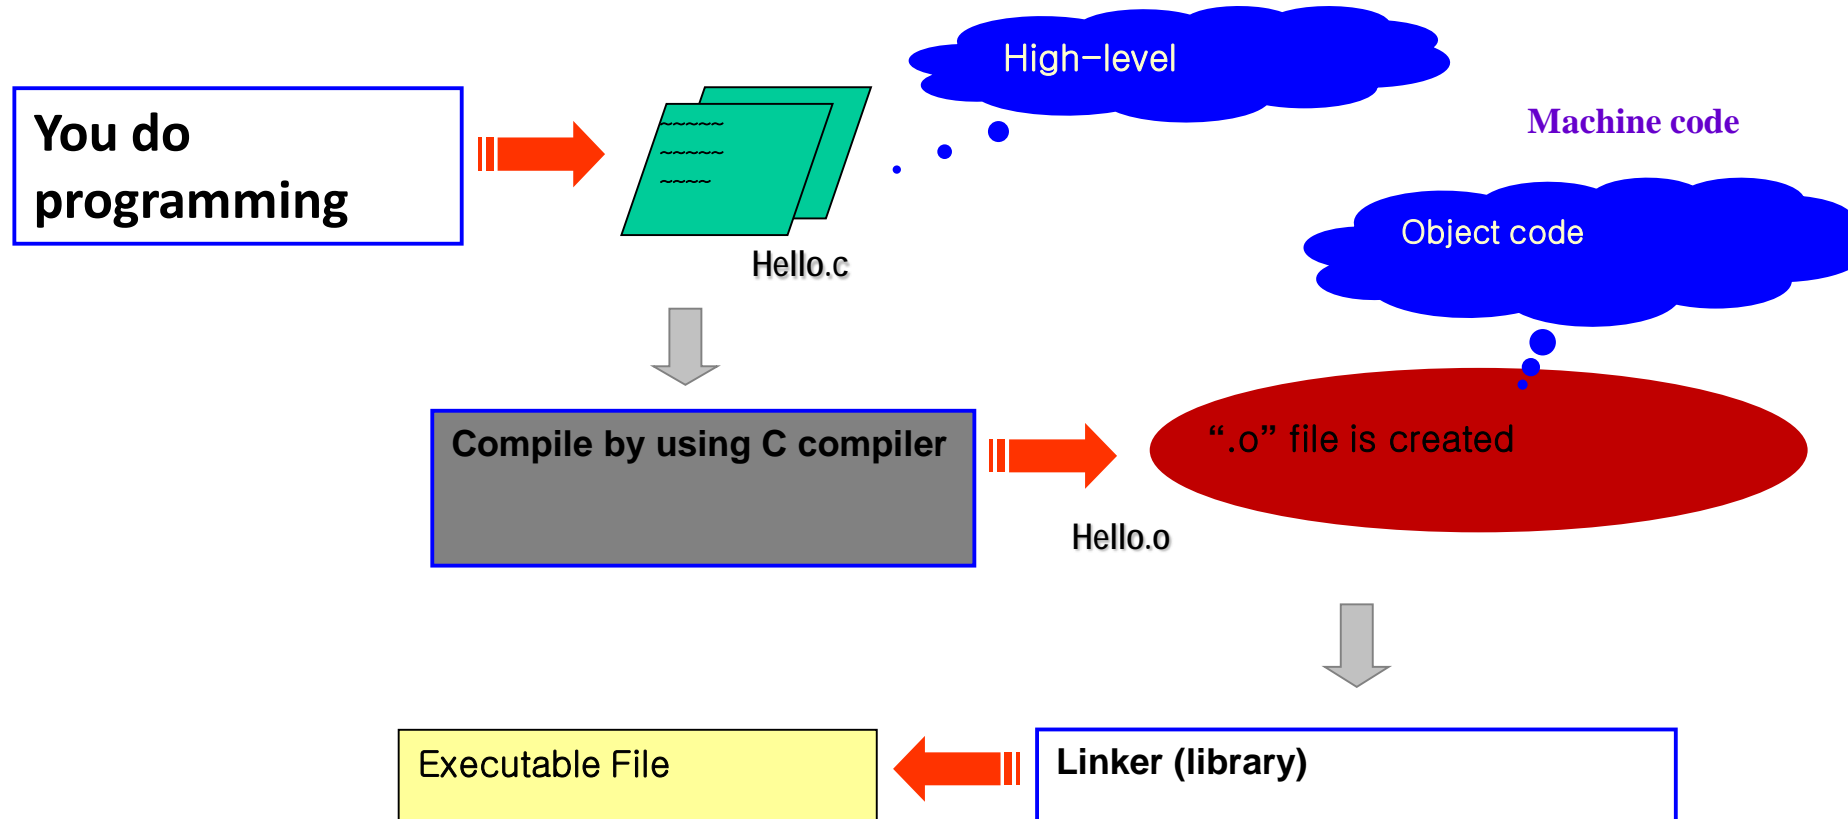 High-level
You do
programming
~~~~~
~~~~~
~~~~
Machine code
Object code
Hello.c
Compile by using C compiler
“.o” file is created
Hello.o
Executable File
Linker (library)